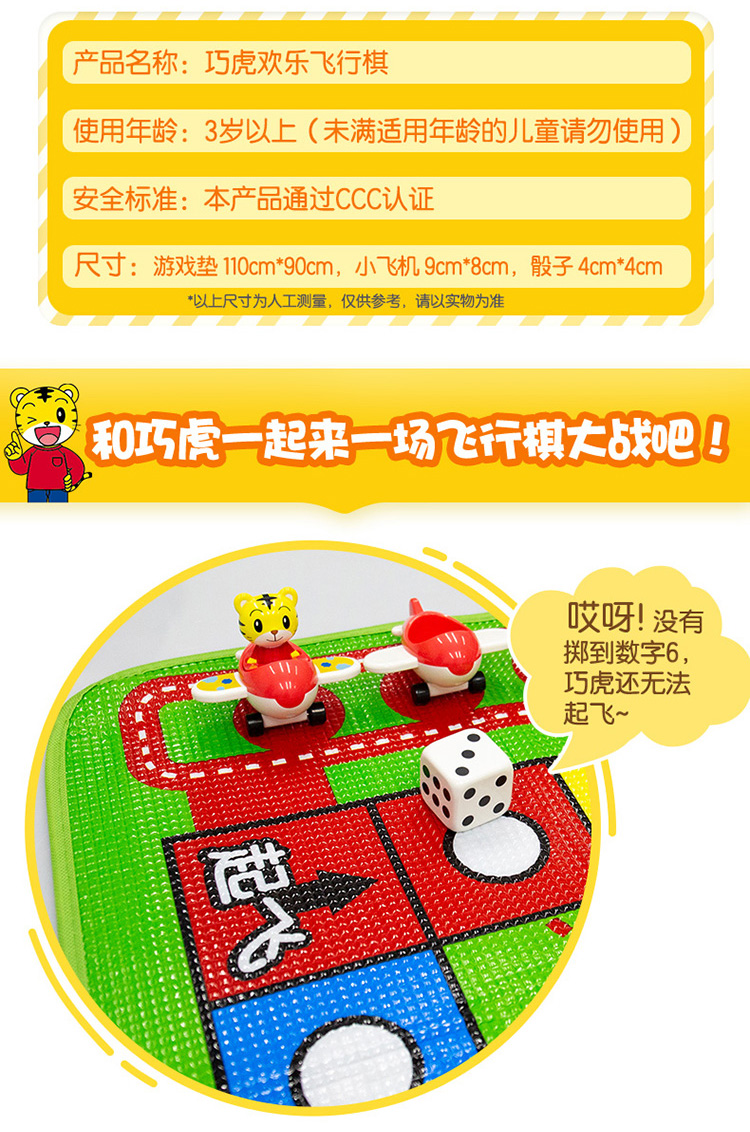 产品名称：巧虎欢乐飞行棋
使用年龄：3岁以上（未满适用年龄的儿童请勿使用）
安全标准：本产品通过CCC认证
尺寸：游戏垫 110cm*90cm，小飞机 9cm*8cm，骰子 4cm*4cm
*以上尺寸为人工测量，仅供参考，请以实物为准
和巧虎一起来一场飞行棋大战吧！
哎呀! 没有
掷到数字6，
巧虎还无法
起飞~
起飞